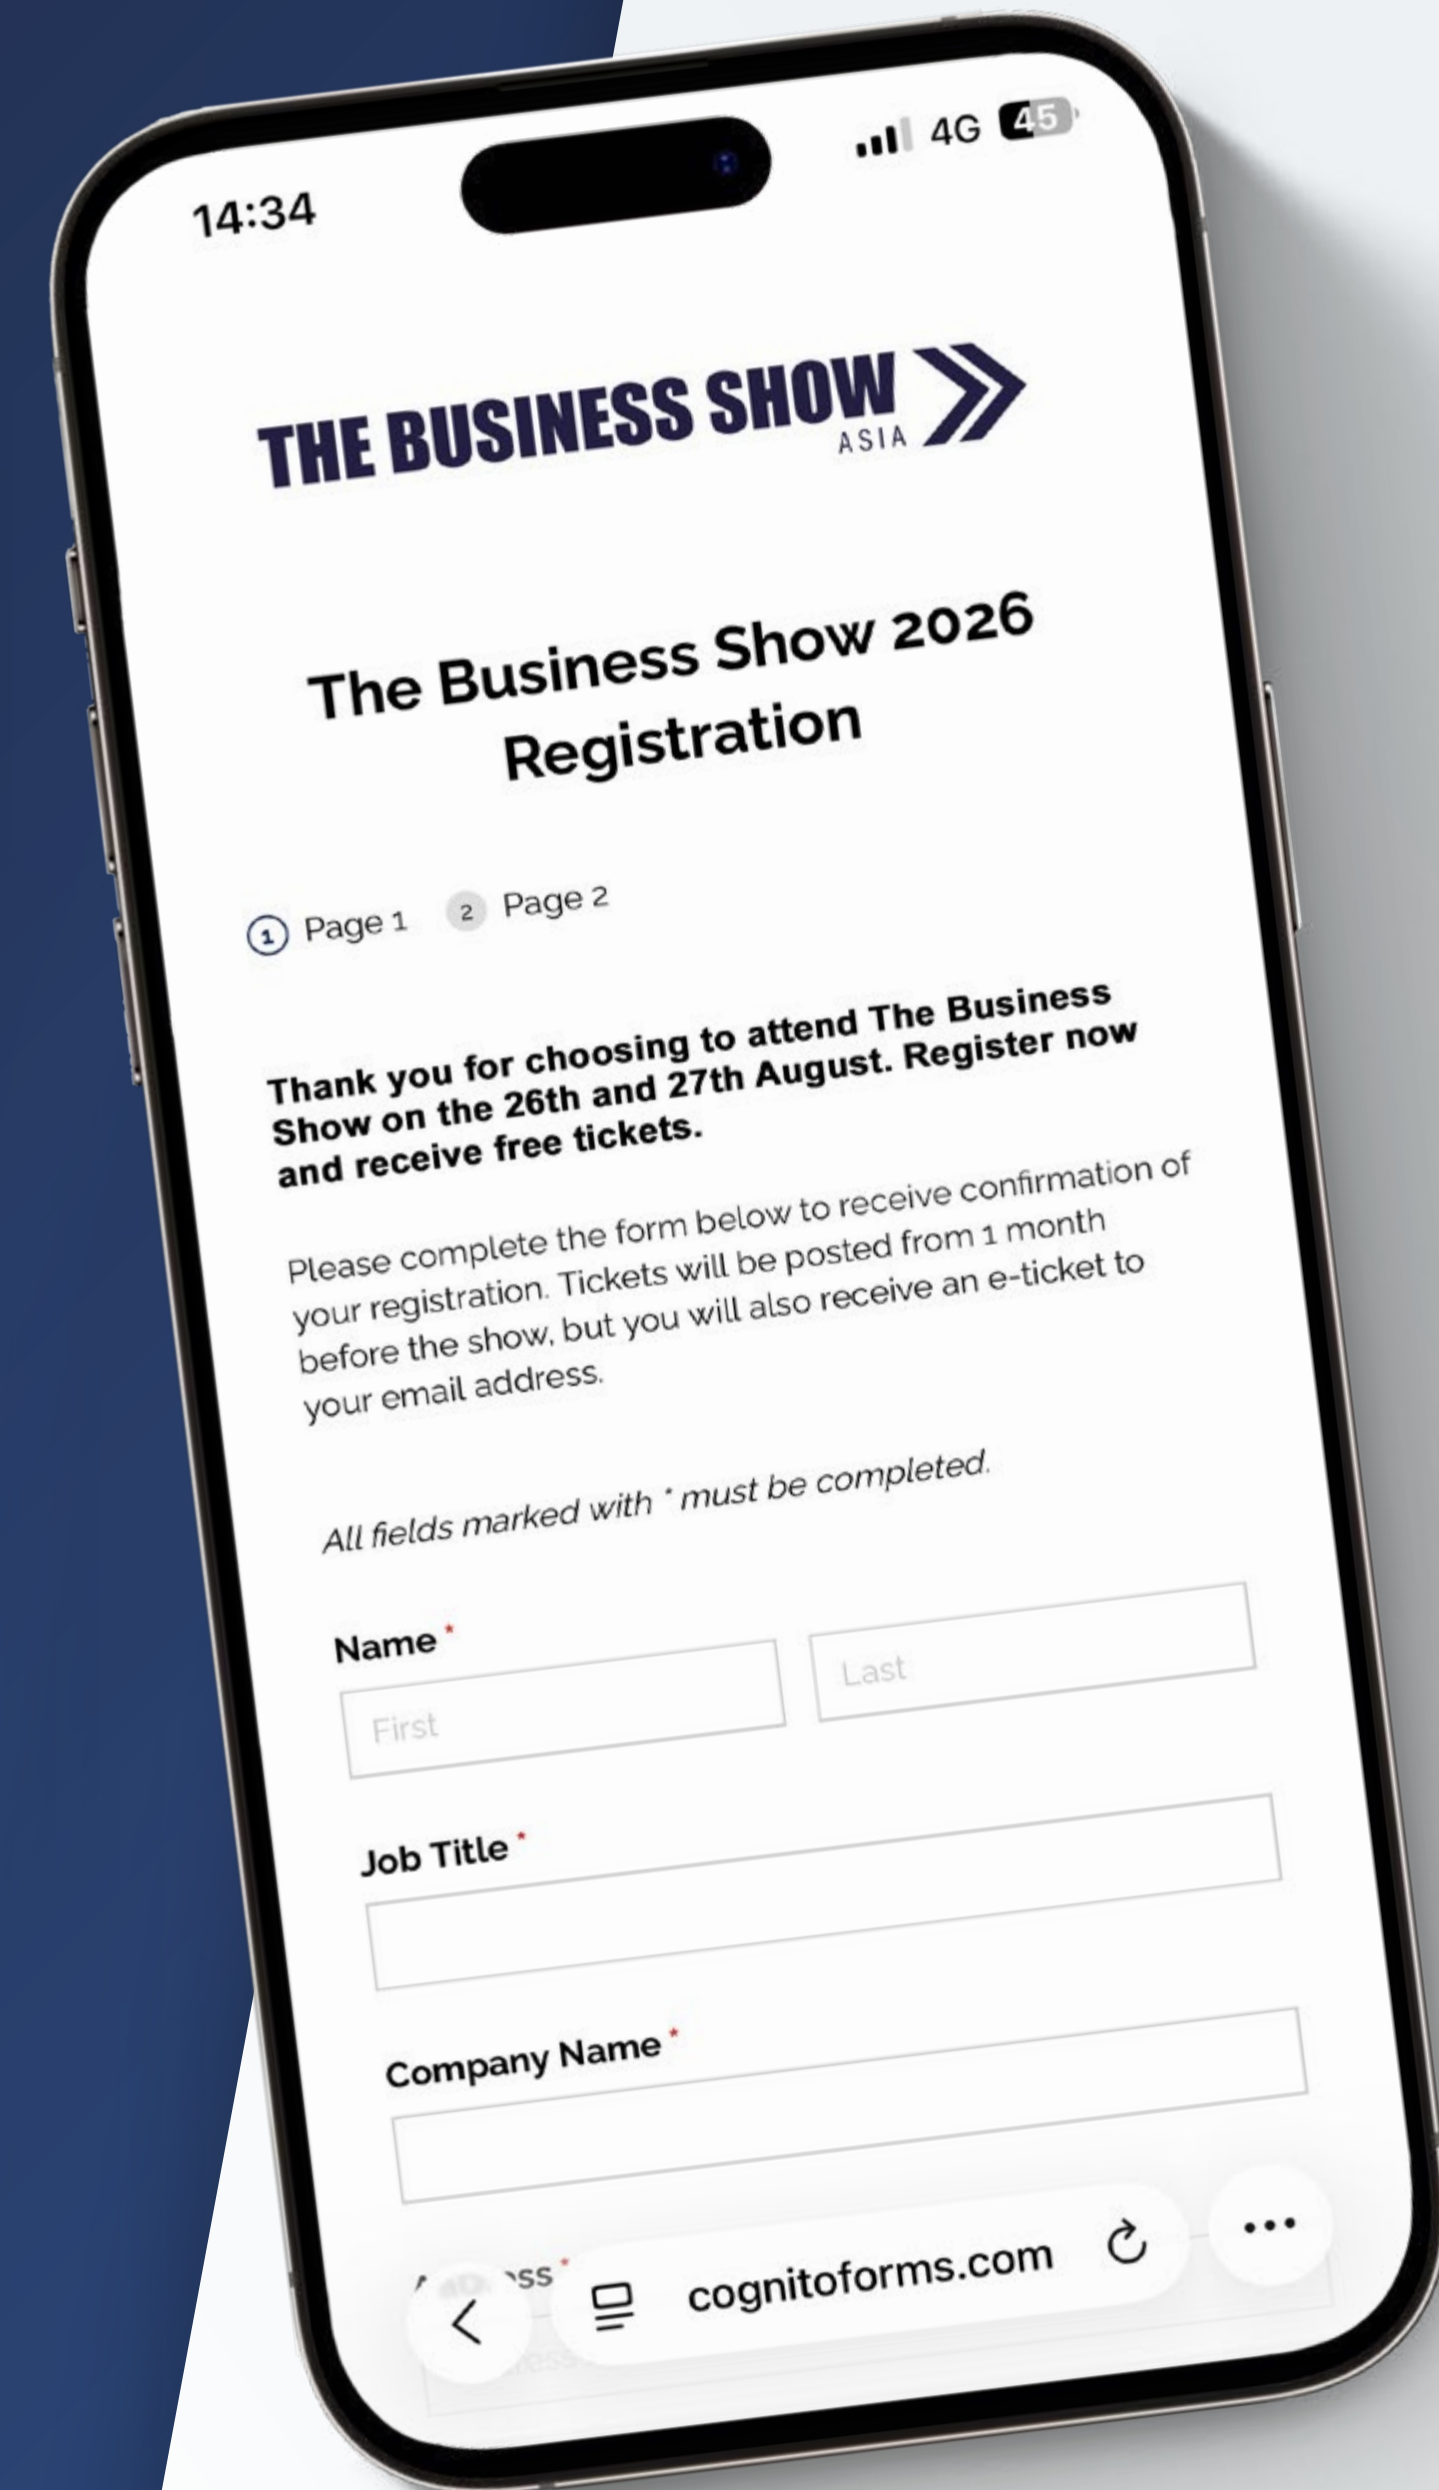 14:34
4G 45
THE BUSINESS SHOW
ASIA
The Business Show 2026
Registration
1 Page 1 2 Page 2
Thank you for choosing to attend The Business
Show on the 26th and 27th August. Register now
and receive free tickets.
Please complete the form below to receive confirmation of
your registration. Tickets will be posted from 1 month
before the show, but you will also receive an e-ticket to
your email address.
All fields marked with * must be completed.
Name *
First Last
Job Title *
Company Name *
cognitoforms.com